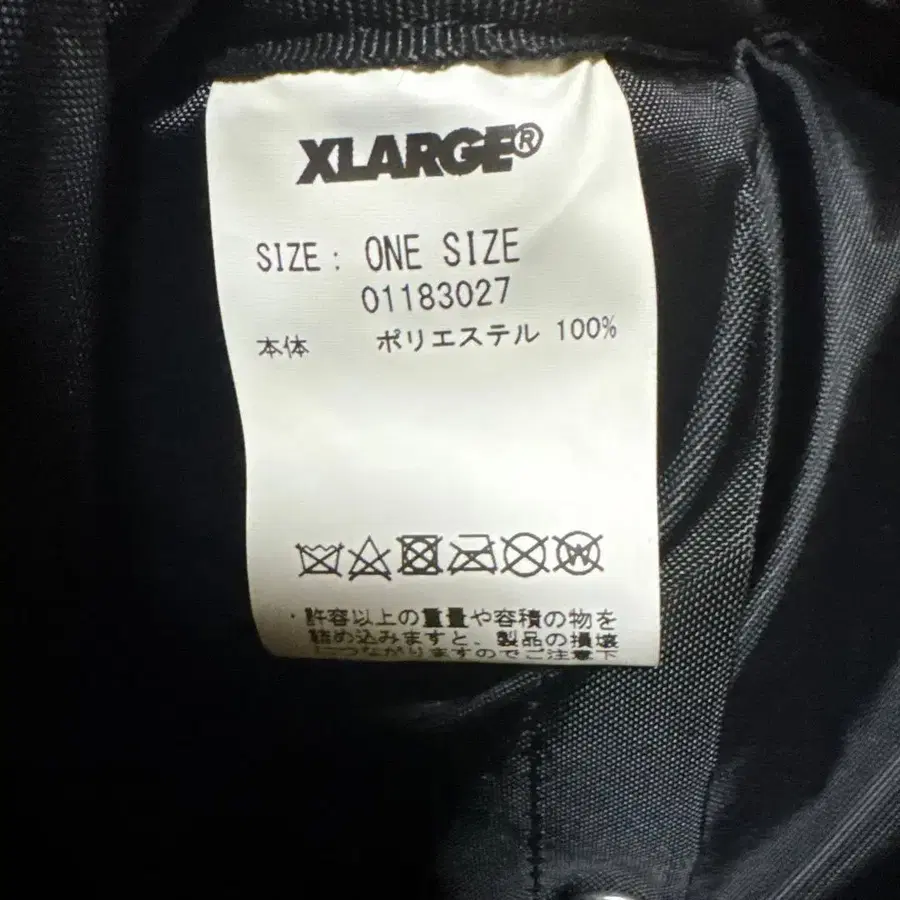 XLARGE®
SIZE : ONE SIZE
01183027
本体 ポリエステル 100%
・許容以上の重量や容積の物を
詰め込みますと、製品の損壊
につながりますのでご注意下